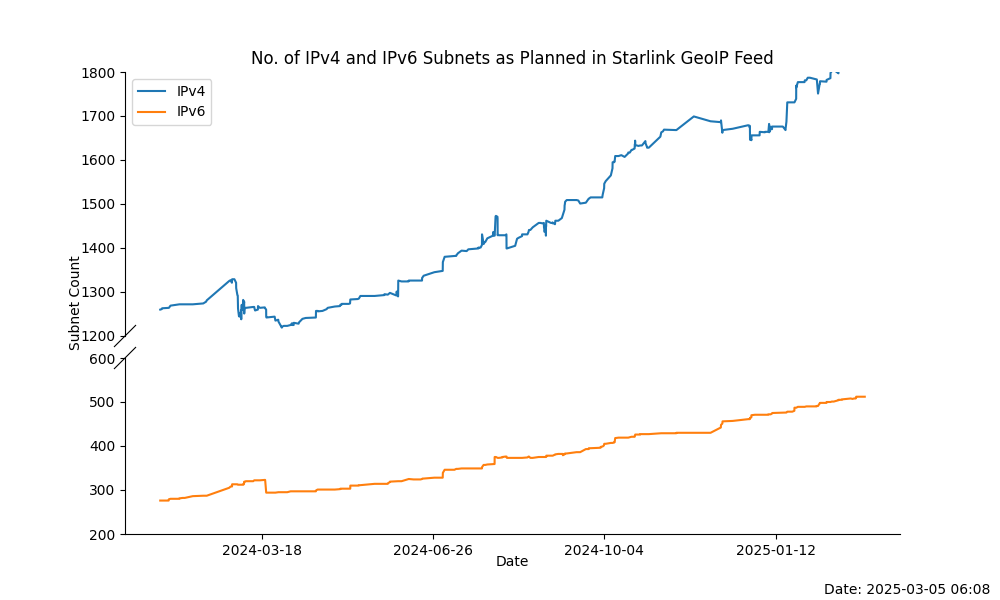 No. of IPv4 and IPv6 Subnets as Planned in Starlink GeoIP Feed
IPv4
IPv6
1800
1700
1600
1500
1400
1300
1200
600
500
400
300
200
Subnet Count
2024-03-18
2024-06-26
2024-10-04
2025-01-12
Date
Date: 2025-03-05 06:08